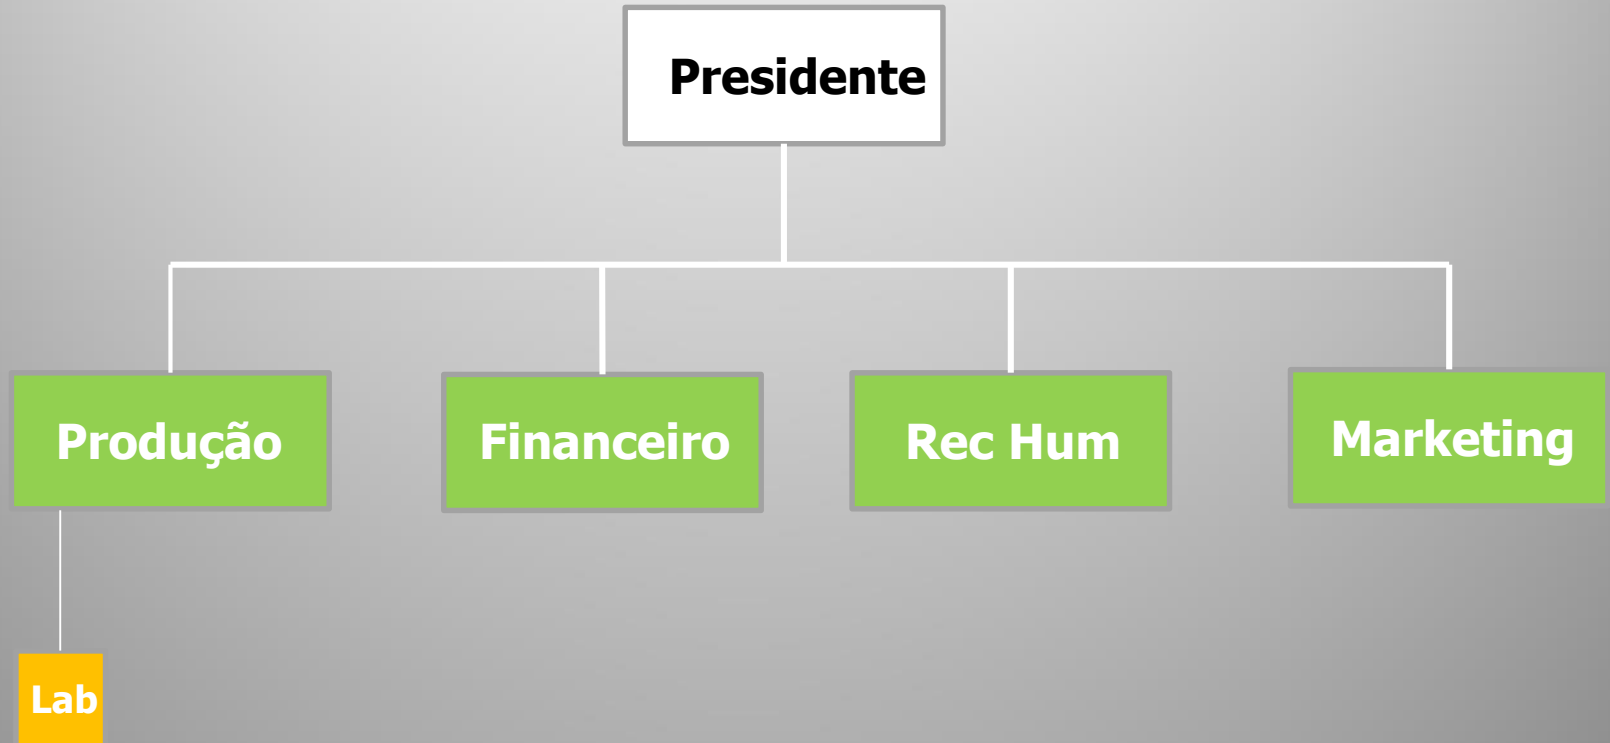 Presidente
Produção
Financeiro
Rec Hum
Marketing
Lab